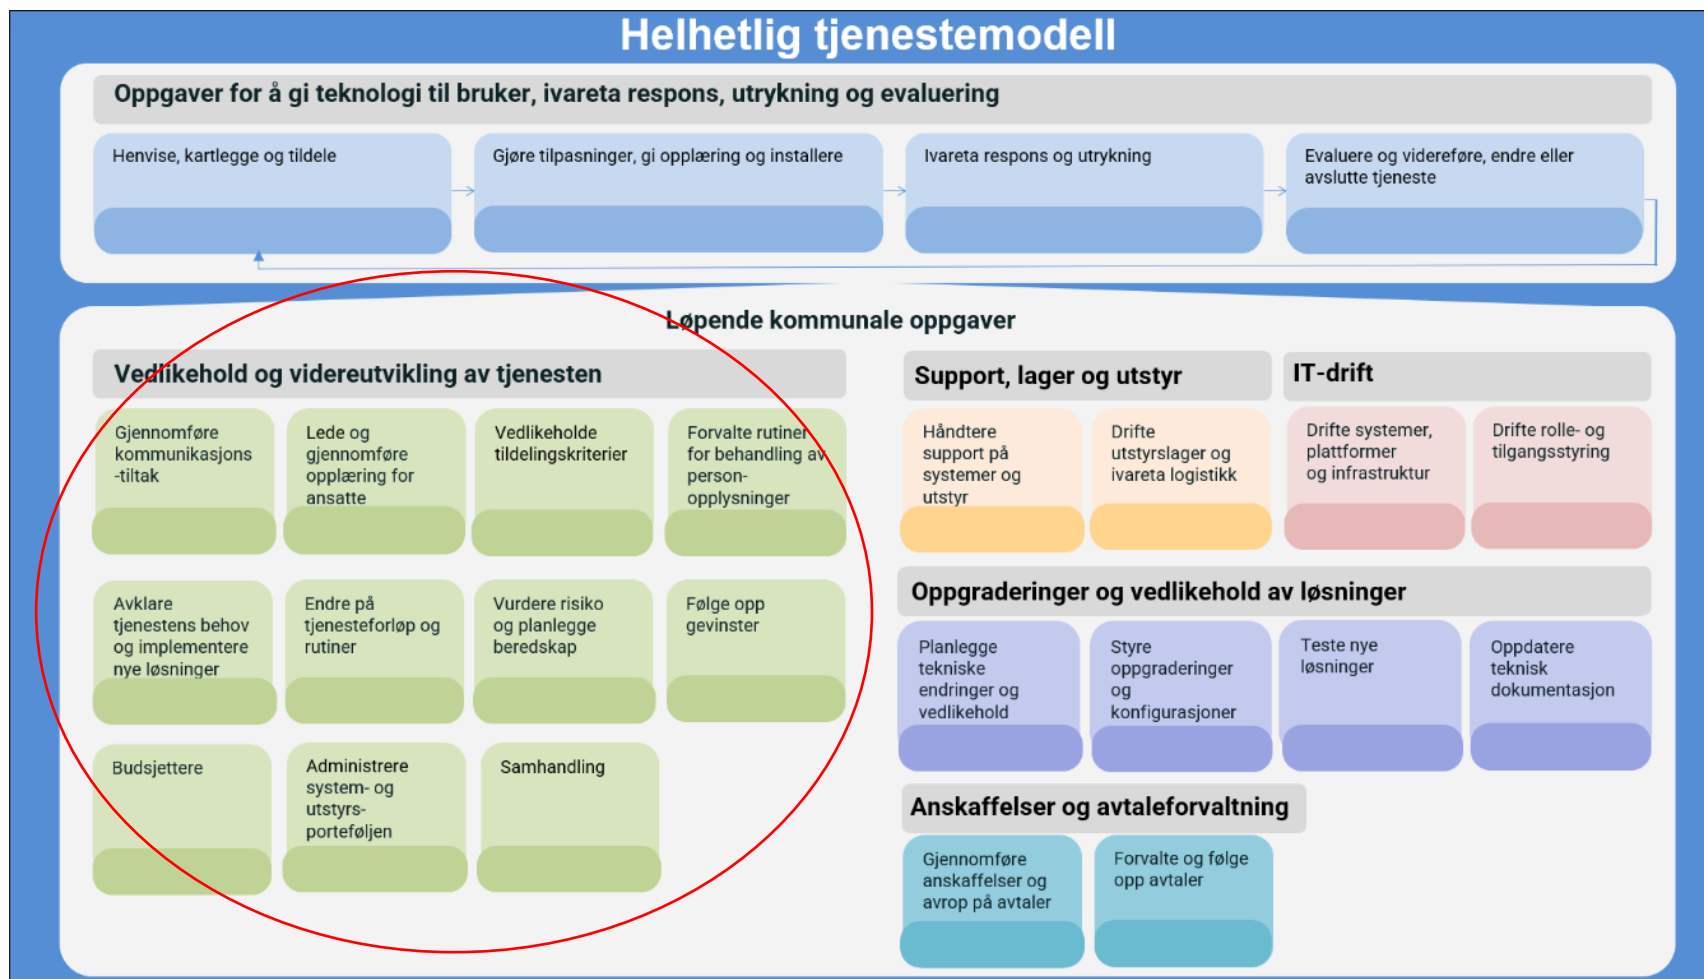 Helhetlig tjenestemodell
Oppgaver for å gi teknologi til bruker, ivareta respons, utrykning og evaluering
Henvise, kartlegge og tildele
Gjøre tilpasninger, gi opplæring og installere
Ivareta respons og utrykning
Evaluere og videreføre, endre eller
avslutte tjeneste
Løpende kommunale oppgaver
Vedlikehold og videreutvikling av tjenesten
Gjennomføre
kommunikasjons
-tiltak
Lede og
gjennomføre
opplæring for
ansatte
Vedlikeholde
tildelingskriterier
Forvalte rutiner
for behandling av
person-
opplysninger
Avklare
tjenestens behov
og implementere
nye løsninger
Endre på
tjenesteforløp og
rutiner
Vurdere risiko
og planlegge
beredskap
Følge opp
gevinster
Budsjettere
Administrere
system- og
utstyrs-
porteføljen
Samhandling
Support, lager og utstyr
Håndtere
support på
systemer og
utstyr
Drifte
utstyrslager og
ivareta logistikk
IT-drift
Drifte systemer,
plattformer
og infrastruktur
Drifte rolle- og
tilgangsstyring
Oppgraderinger og vedlikehold av løsninger
Planlegge
tekniske
endringer og
vedlikehold
Styre
oppgraderinger
og
konfigurasjoner
Teste nye
løsninger
Oppdatere
teknisk
dokumentasjon
Anskaffelser og avtaleforvaltning
Gjennomføre
anskaffelser og
avrop på avtaler
Forvalte og følge
opp avtaler